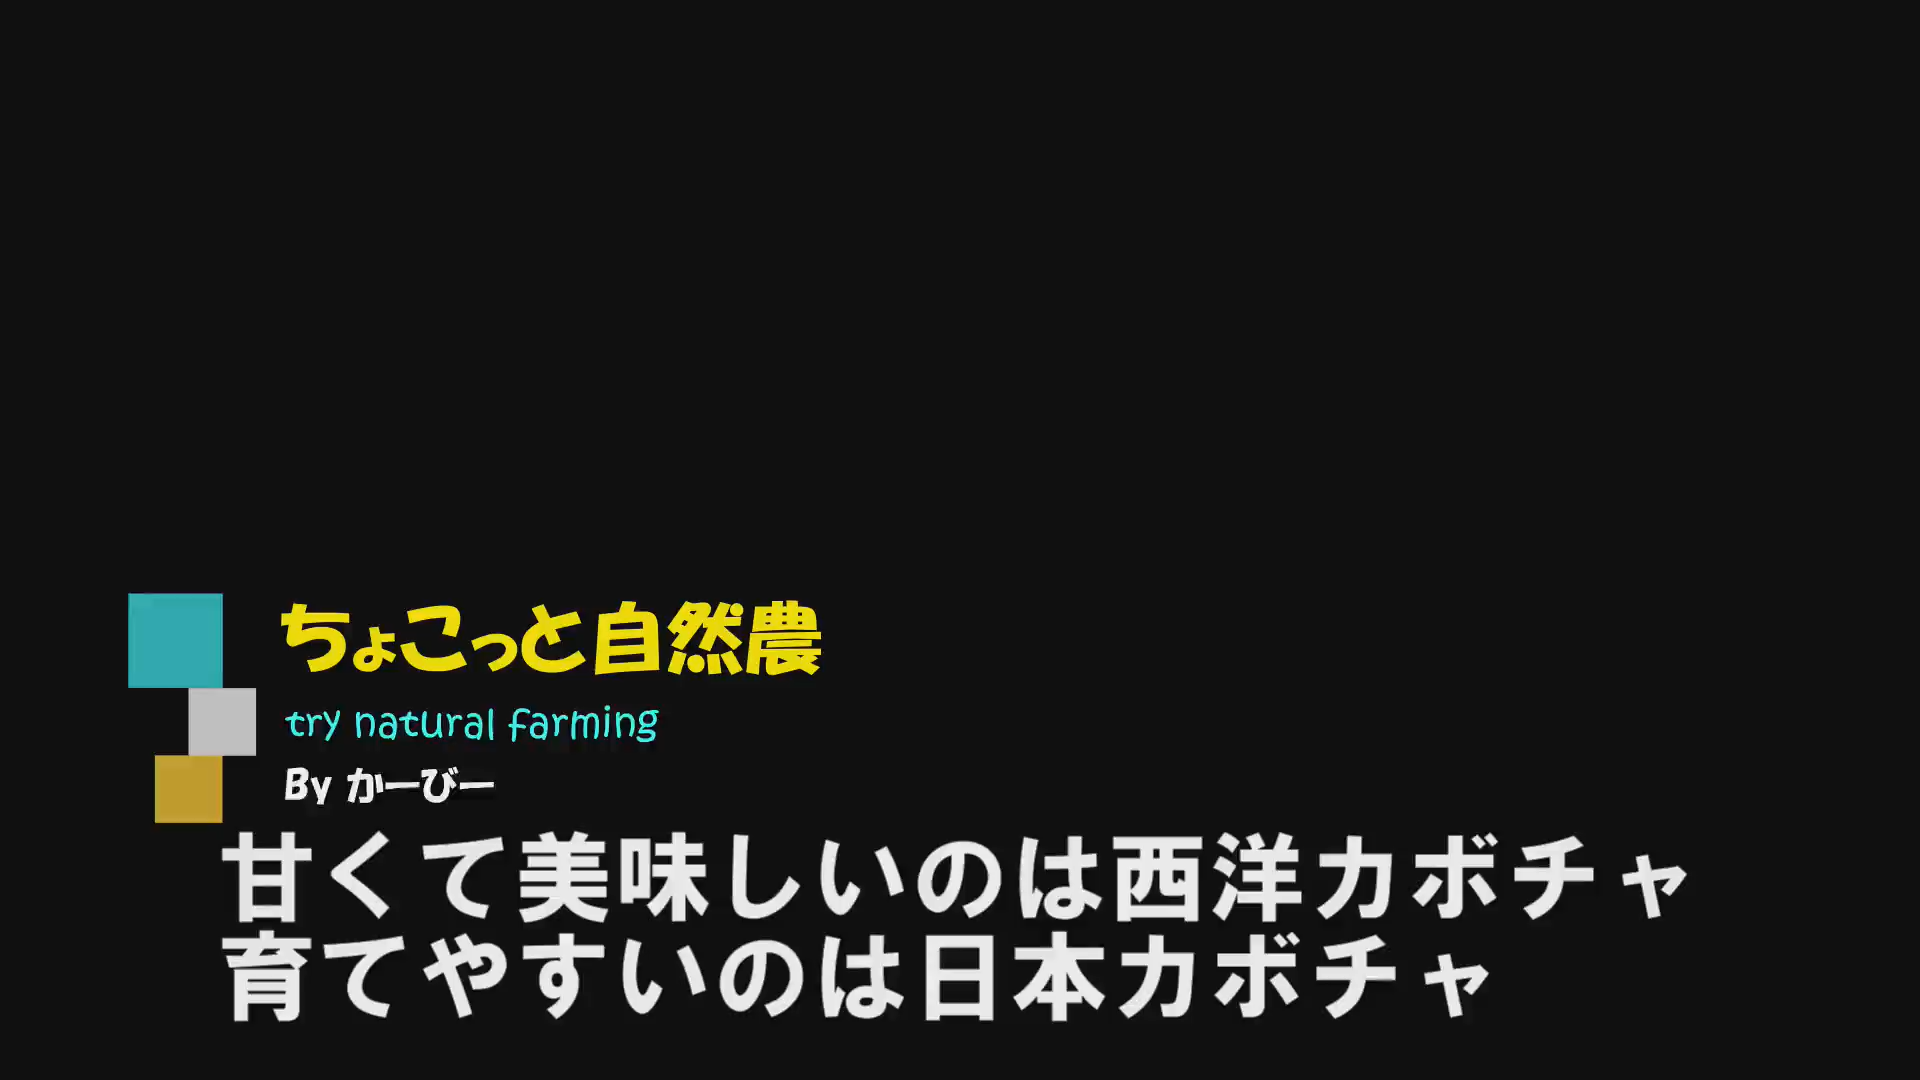 ちょこっと自然農
try natural farming
By かーびー
甘くて美味しいのは西洋カボチャ
育てやすいのは日本カボチャ